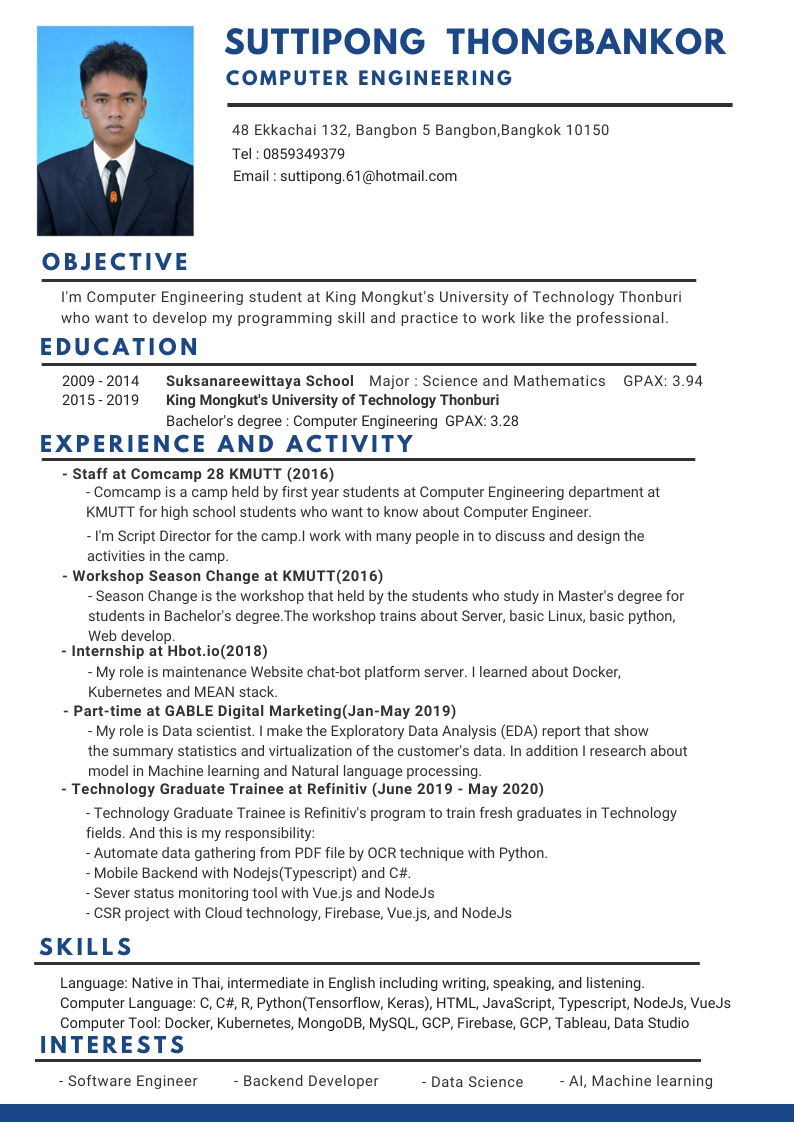 SUTTIPONG THONGBANKOR
COMPUTER ENGINEERING
48 Ekkachai 132, Bangbon 5 Bangbon,Bangkok 10150
Tel : 0859349379
Email : suttipong.61@hotmail.com
OBJECTIVE
I'm Computer Engineering student at King Mongkut's University of Technology Thonburi
who want to develop my programming skill and practice to work like the professional.
EDUCATION
2009 - 2014 Suksanareewittaya School Major : Science and Mathematics GPAX: 3.94
2015 - 2019 King Mongkut's University of Technology Thonburi
Bachelor's degree : Computer Engineering GPAX: 3.28
EXPERIENCE AND ACTIVITY
- Staff at Comcamp 28 KMUTT (2016)
- Comcamp is a camp held by first year students at Computer Engineering department at
KMUTT for high school students who want to know about Computer Engineer.
- I'm Script Director for the camp.I work with many people in to discuss and design the
activities in the camp.
- Workshop Season Change at KMUTT(2016)
- Season Change is the workshop that held by the students who study in Master's degree for
students in Bachelor's degree.The workshop trains about Server, basic Linux, basic python,
Web develop.
- Internship at Hbot.io(2018)
- My role is maintenance Website chat-bot platform server. I learned about Docker,
Kubernetes and MEAN stack.
- Part-time at GABLE Digital Marketing(Jan-May 2019)
- My role is Data scientist. I make the Exploratory Data Analysis (EDA) report that show
the summary statistics and virtualization of the customer's data. In addition I research about
model in Machine learning and Natural language processing.
- Technology Graduate Trainee at Refinitiv (June 2019 - May 2020)
- Technology Graduate Trainee is Refinitiv's program to train fresh graduates in Technology
fields. And this is my responsibility:
- Automate data gathering from PDF file by OCR technique with Python.
- Mobile Backend with Nodejs(Typescript) and C#.
- Sever status monitoring tool with Vue.js and NodeJs
- CSR project with Cloud technology, Firebase, Vue.js, and NodeJs
SKILLS
Language: Native in Thai, intermediate in English including writing, speaking, and listening.
Computer Language: C, C#, R, Python(Tensorflow, Keras), HTML, JavaScript, Typescript, NodeJs, VueJs
Computer Tool: Docker, Kubernetes, MongoDB, MySQL, GCP, Firebase, GCP, Tableau, Data Studio
INTERESTS
- Software Engineer - Backend Developer - Data Science - AI, Machine learning